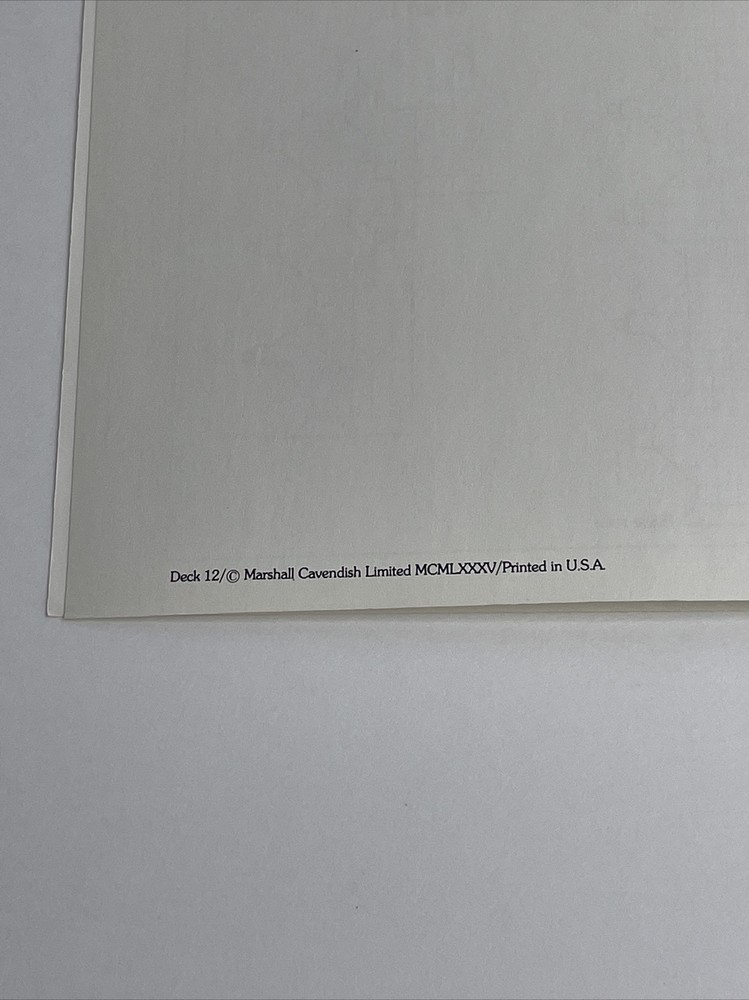 Deck 12/© Marshall Cavendish Limited MCMLXXXV/Printed in U.S.A.